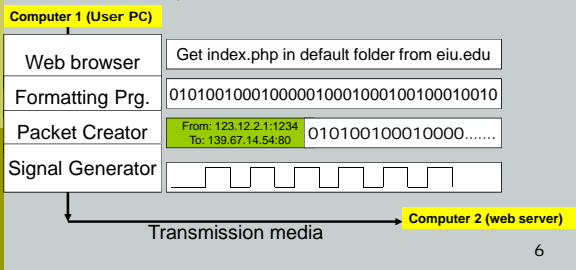 Computer 1 (User PC)
Web browser
Get index.php in default folder from eiu.edu
Formatting Prg.
010100100010000010001000100100010010
Packet Creator
From: 123.12.2.1:1234
To: 139.67.14.54:80
010100100010000.......
Signal Generator
Computer 2 (web server)
Transmission media
6